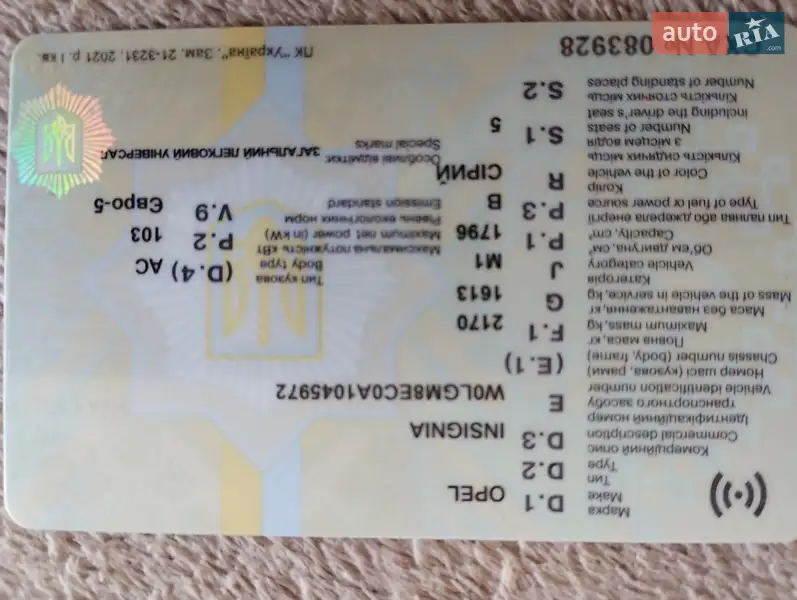 auto RIA .com
Марка
Make
D.1 OPEL
Тип
Type
D.2
Комерційний опис
Commercial description
D.3 INSIGNIA
Ідентифікаційний номер
транспортного засобу
Vehicle identification number
E W0LGM8EC0A1045972
Номер шасі (кузова, рами)
Chassis number (body, frame)
(E.1)
Повна маса, кг
Maximum mass, kg
F.1 2170
Маса без навантаження, кг
Mass of the vehicle in service, kg
G 1613
Категорія
Vehicle category
J M1
Тип кузова
Body type
(D.4) AC
Об'єм двигуна, см³
Capacity, cm³
P.1 1796
Максимальна потужність кВт
Maximum net power (in kW)
P.2 103
Тип палива або джерела енергії
Type of power or fuel source
P.3 B
Рівень екологічних норм
Emission standard
V.9 Євро-5
Колір
Color of the vehicle
R СІРИЙ
Особливі відмітки:
Special marks
ЗАГАЛЬНИЙ ЛЕГКОВИЙ УНІВЕРСАЛ
Кількість сидячих місць
з місцем водія
Number of seats
including the driver's seat
S.1 5
Кількість стоячих місць
Number of standing places
S.2
№ 083928
ПК "Україна". Зам. 21-3231. 2021 р. І кв.